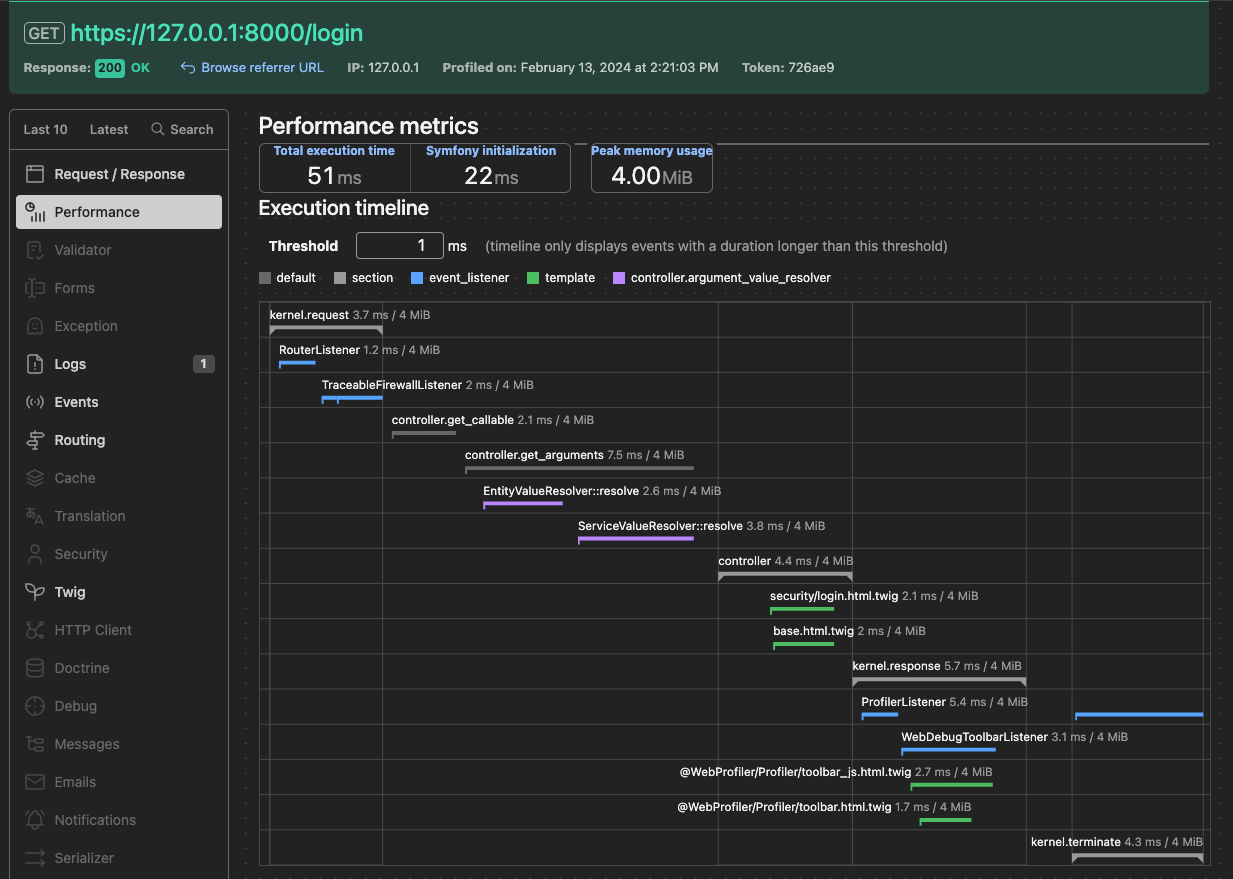 GET https://127.0.0.1:8000/login
Response: 200 OK Browse referrer URL IP: 127.0.0.1 Profiled on: February 13, 2024 at 2:21:03 PM Token: 726ae9
Last 10 Latest Search
Request / Response
Performance
Validator
Forms
Exception
Logs 1
Events
Routing
Cache
Translation
Security
Twig
HTTP Client
Doctrine
Debug
Messages
Emails
Notifications
Serializer
Performance metrics
Total execution time Symfony initialization Peak memory usage
51 ms 22 ms 4.00 MiB
Execution timeline
Threshold 1 ms (timeline only displays events with a duration longer than this threshold)
default section event_listener template controller.argument_value_resolver
kernel.request 3.7 ms / 4 MiB
RouterListener 1.2 ms / 4 MiB
TraceableFirewallListener 2 ms / 4 MiB
controller.get_callable 2.1 ms / 4 MiB
controller.get_arguments 7.5 ms / 4 MiB
EntityValueResolver::resolve 2.6 ms / 4 MiB
ServiceValueResolver::resolve 3.8 ms / 4 MiB
controller 4.4 ms / 4 MiB
security/login.html.twig 2.1 ms / 4 MiB
base.html.twig 2 ms / 4 MiB
kernel.response 5.7 ms / 4 MiB
ProfilerListener 5.4 ms / 4 MiB
WebDebugToolbarListener 3.1 ms / 4 MiB
@WebProfiler/Profiler/toolbar_js.html.twig 2.7 ms / 4 MiB
@WebProfiler/Profiler/toolbar.html.twig 1.7 ms / 4 MiB
kernel.terminate 4.3 ms / 4 MiB